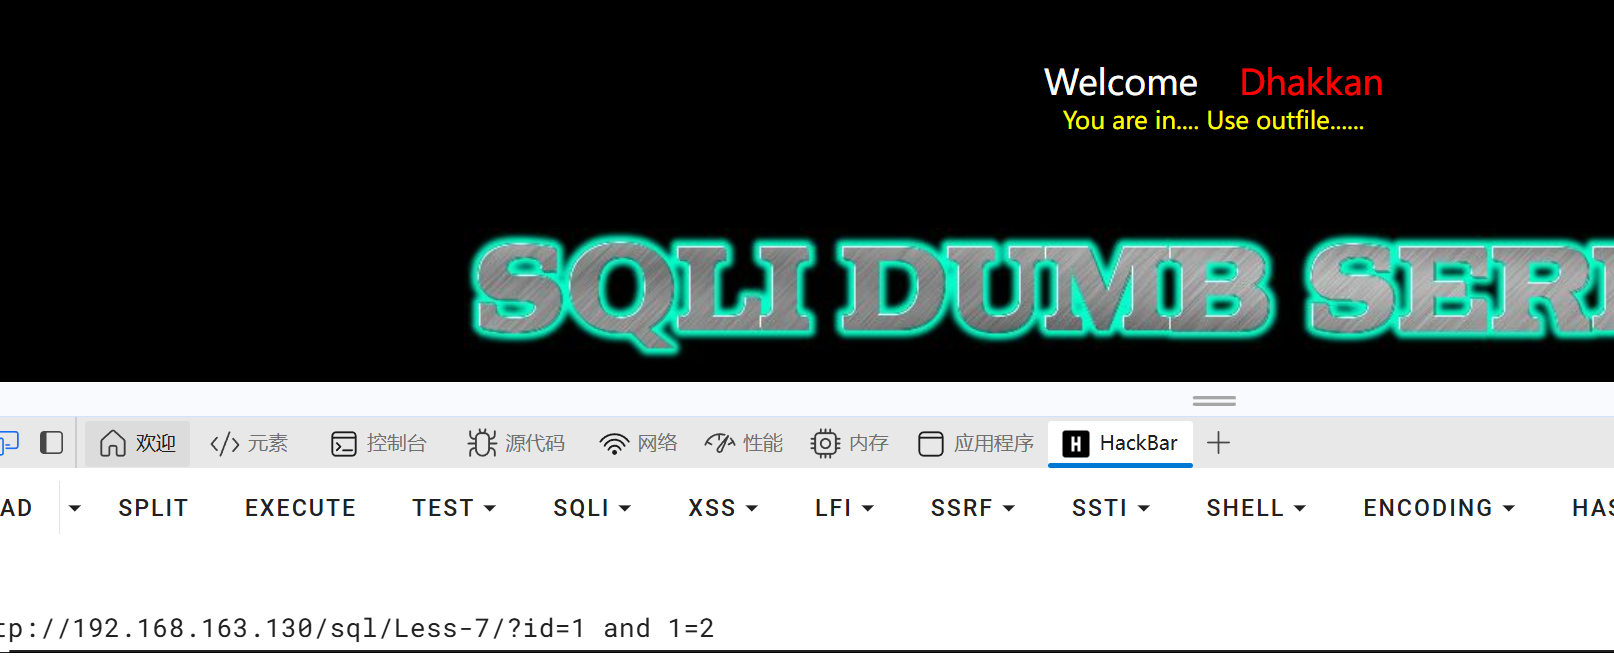 Welcome Dhakkan
You are in.... Use outfile......
SQLI DUMB SERI
欢迎 元素 控制台 源代码 网络 性能 内存 应用程序 HackBar
AD SPLIT EXECUTE TEST SQLI XSS LFI SSRF SSTI SHELL ENCODING HAS
tp://192.168.163.130/sql/Less-7/?id=1 and 1=2